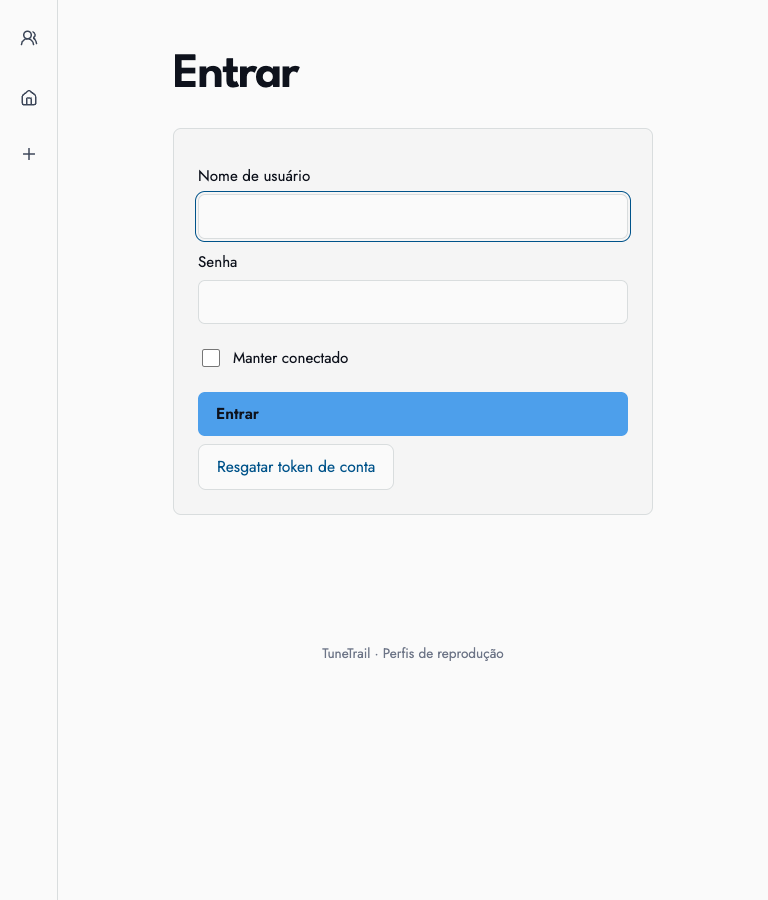 Entrar
Nome de usuário
Senha
Manter conectado
Entrar
Resgatar token de conta
TuneTrail · Perfis de reprodução